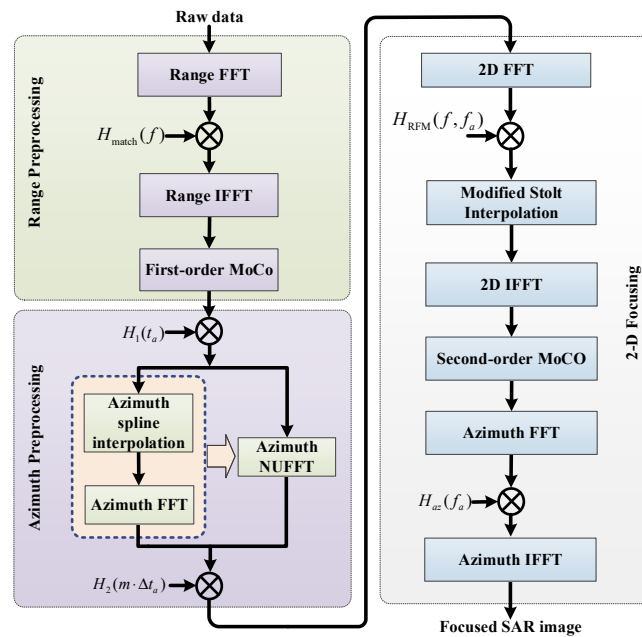 Raw data
Range Preprocessing
Range FFT
H_match(f)
Range IFFT
First-order MoCo
Azimuth Preprocessing
H_1(t_a)
Azimuth
spline
interpolation
Azimuth FFT
Azimuth
NUFFT
H_2(m·Δt_a)
2-D Focusing
2D FFT
H_RFM(f, f_a)
Modified Stolt
Interpolation
2D IFFT
Second-order MoCO
Azimuth FFT
H_az(f_a)
Azimuth IFFT
Focused SAR image